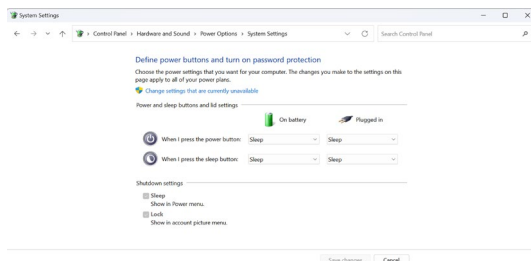 System Settings
Control Panel > Hardware and Sound > Power Options > System Settings
Search Control Panel
Define power buttons and turn on password protection
Choose the power settings that you want for your computer. The changes you make to the settings on this
page apply to all of your power plans.
Change settings that are currently unavailable
Power and sleep buttons and lid settings
On battery
Plugged in
When I press the power button: Sleep Sleep
When I press the sleep button: Sleep Sleep
Shutdown settings
Sleep
Show in Power menu.
Lock
Show in account picture menu.
Save changes Cancel